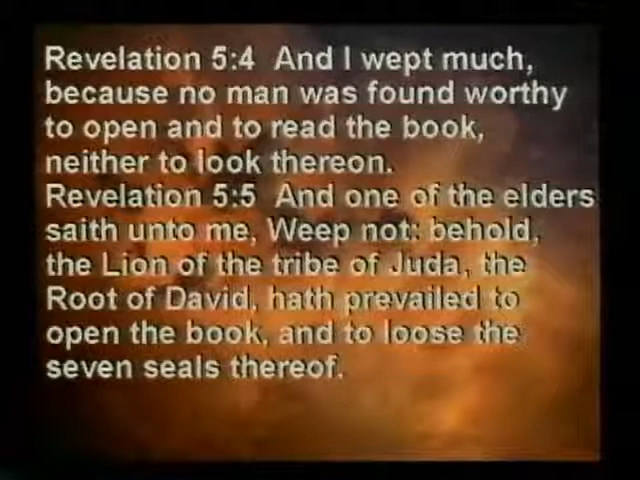 Revelation 5:4  And I wept much,
because no man was found worthy
to open and to read the book,
neither to look thereon.
Revelation 5:5  And one of the elders
saith unto me, Weep not: behold,
the Lion of the tribe of Juda, the
Root of David, hath prevailed to
open the book, and to loose the
seven seals thereof.